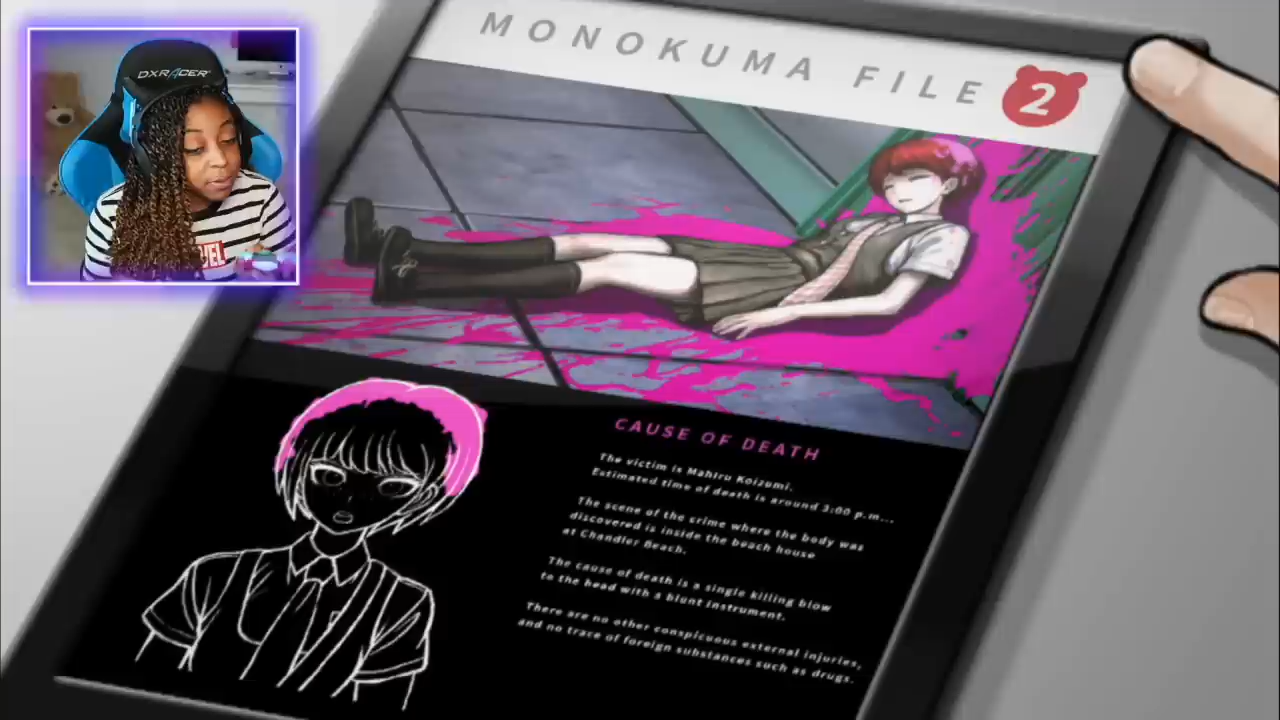 MONOKUMA FILE 2
DXRACER
VEL
CAUSE OF DEATH
The victim is Mahiru Koizumi.
Estimated time of death is around 3:00 p.m...
The scene of the crime where the body was
discovered is inside the beach house
at Chandler Beach.
The cause of death is a single killing blow
to the head with a blunt instrument.
There are no other conspicuous external injuries,
and no trace of foreign substances such as drugs.